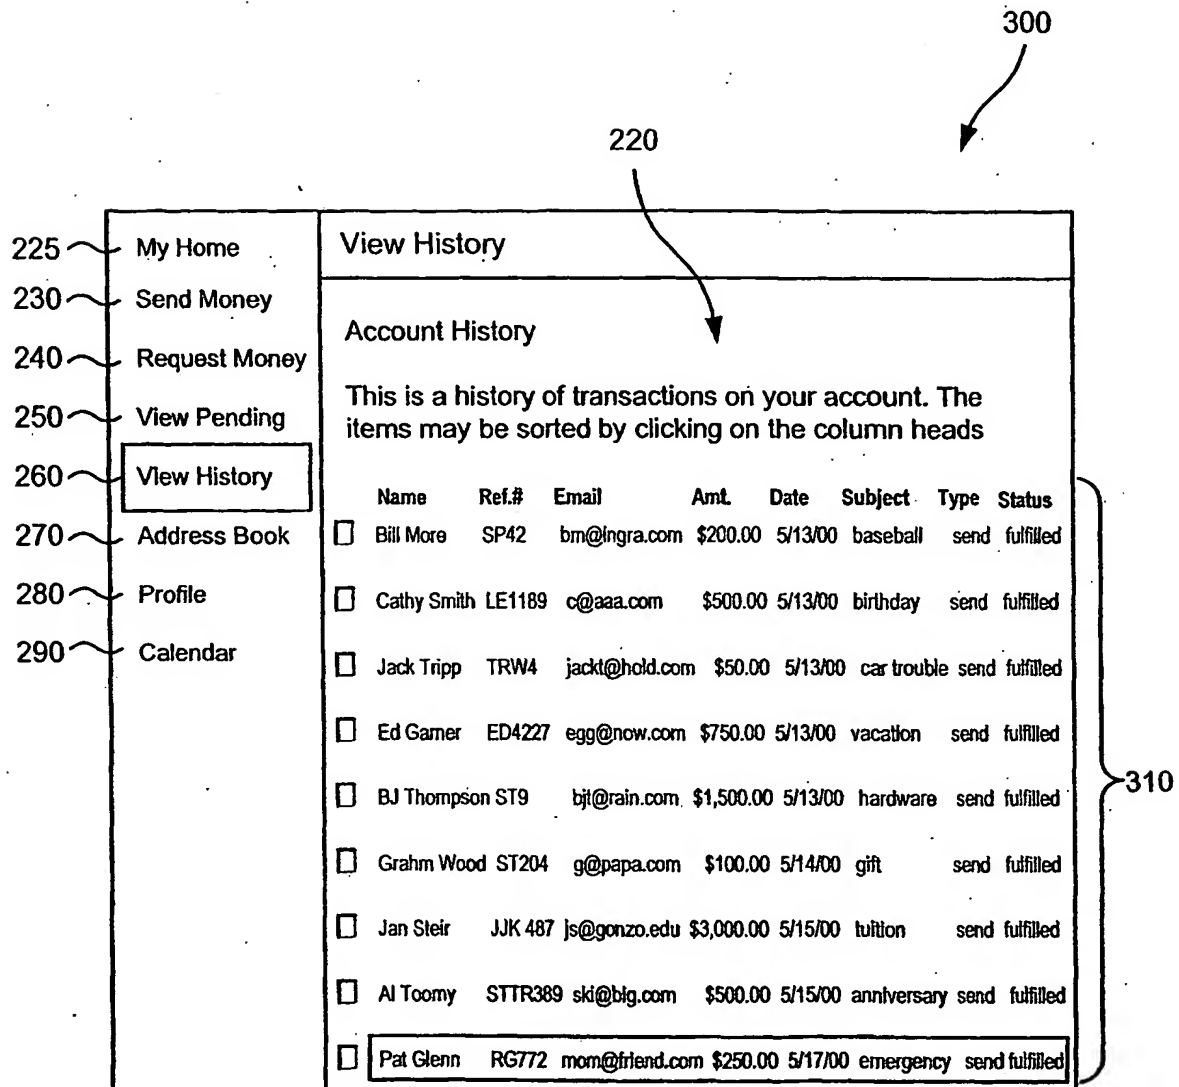 300
220
225 My Home
230 Send Money
240 Request Money
250 View Pending
260 View History
270 Address Book
280 Profile
290 Calendar
View History
Account History
This is a history of transactions on your account. The
items may be sorted by clicking on the column heads
Name Ref.# Email Amt. Date Subject Type Status
Bill More SP42 bm@ingra.com $200.00 5/13/00 baseball send fulfilled
Cathy Smith LE1189 c@aaa.com $500.00 5/13/00 birthday send fulfilled
Jack Tripp TRW4 jackt@hold.com $50.00 5/13/00 car trouble send fulfilled
Ed Garner ED4227 egg@now.com $750.00 5/13/00 vacation send fulfilled
BJ Thompson ST9 bjt@rain.com $1,500.00 5/13/00 hardware send fulfilled
Grahm Wood ST204 g@papa.com $100.00 5/14/00 gift send fulfilled
Jan Steir JJK 487 js@gonzo.edu $3,000.00 5/15/00 tuition send fulfilled
Al Toomy STTR389 ski@big.com $500.00 5/15/00 anniversary send fulfilled
Pat Glenn RG772 mom@friend.com $250.00 5/17/00 emergency send fulfilled
310